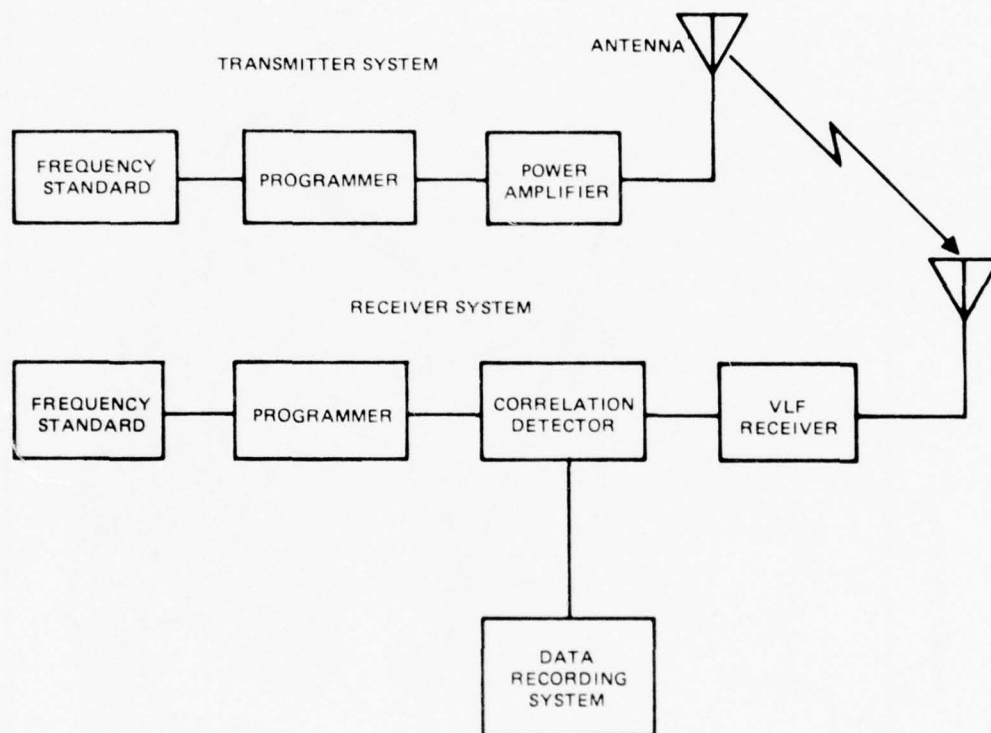 TRANSMITTER SYSTEM
ANTENNA
FREQUENCY
STANDARD
PROGRAMMER
POWER
AMPLIFIER
RECEIVER SYSTEM
FREQUENCY
STANDARD
PROGRAMMER
CORRELATION
DETECTOR
VLF
RECEIVER
DATA
RECORDING
SYSTEM